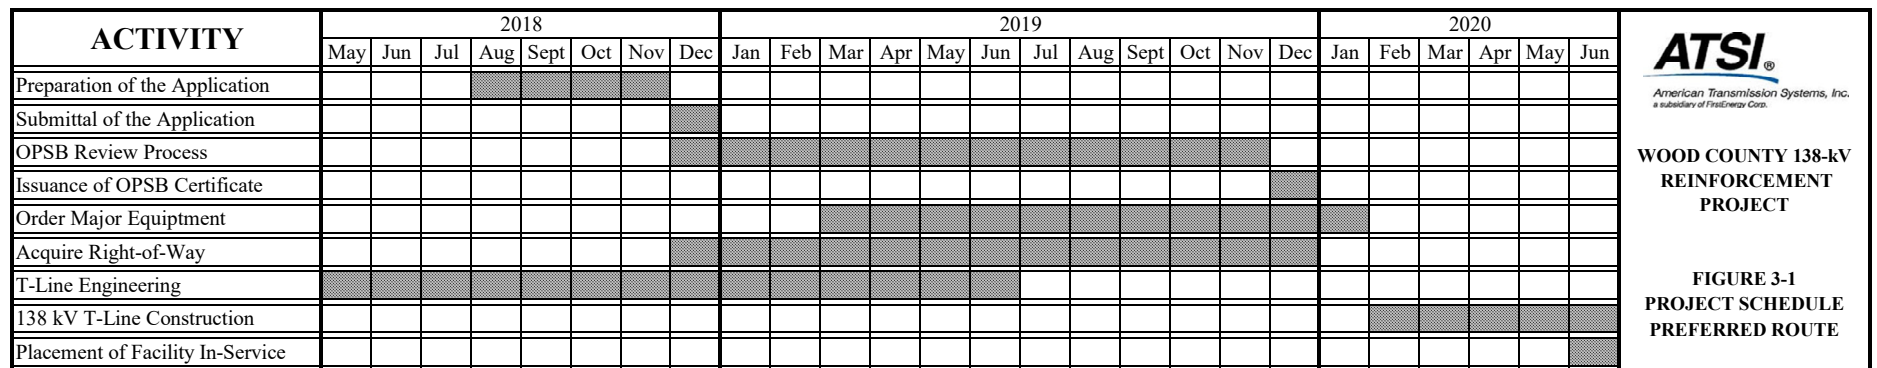 ACTIVITY
2018 2019 2020
May Jun Jul Aug Sept Oct Nov Dec Jan Feb Mar Apr May Jun Jul Aug Sept Oct Nov Dec Jan Feb Mar Apr May Jun
Preparation of the Application
Submittal of the Application
OPSB Review Process
Issuance of OPSB Certificate
Order Major Equiptment
Acquire Right-of-Way
T-Line Engineering
138 kV T-Line Construction
Placement of Facility In-Service
ATSI®
American Transmission Systems, Inc.
a subsidiary of FirstEnergy Corp.
WOOD COUNTY 138-kV
REINFORCEMENT
PROJECT
FIGURE 3-1
PROJECT SCHEDULE
PREFERRED ROUTE